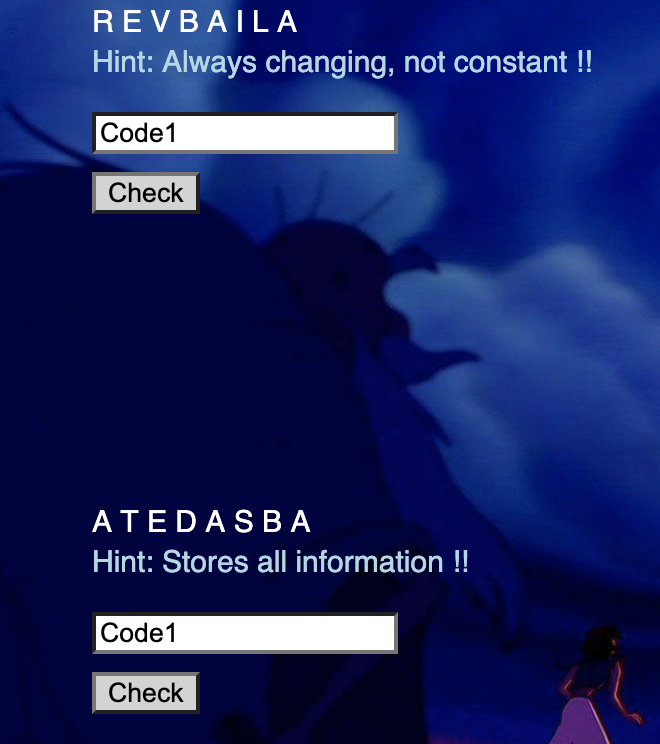 R E V B A I L A
Hint: Always changing, not constant !!
Code1
Check
A T E D A S B A
Hint: Stores all information !!
Code1
Check